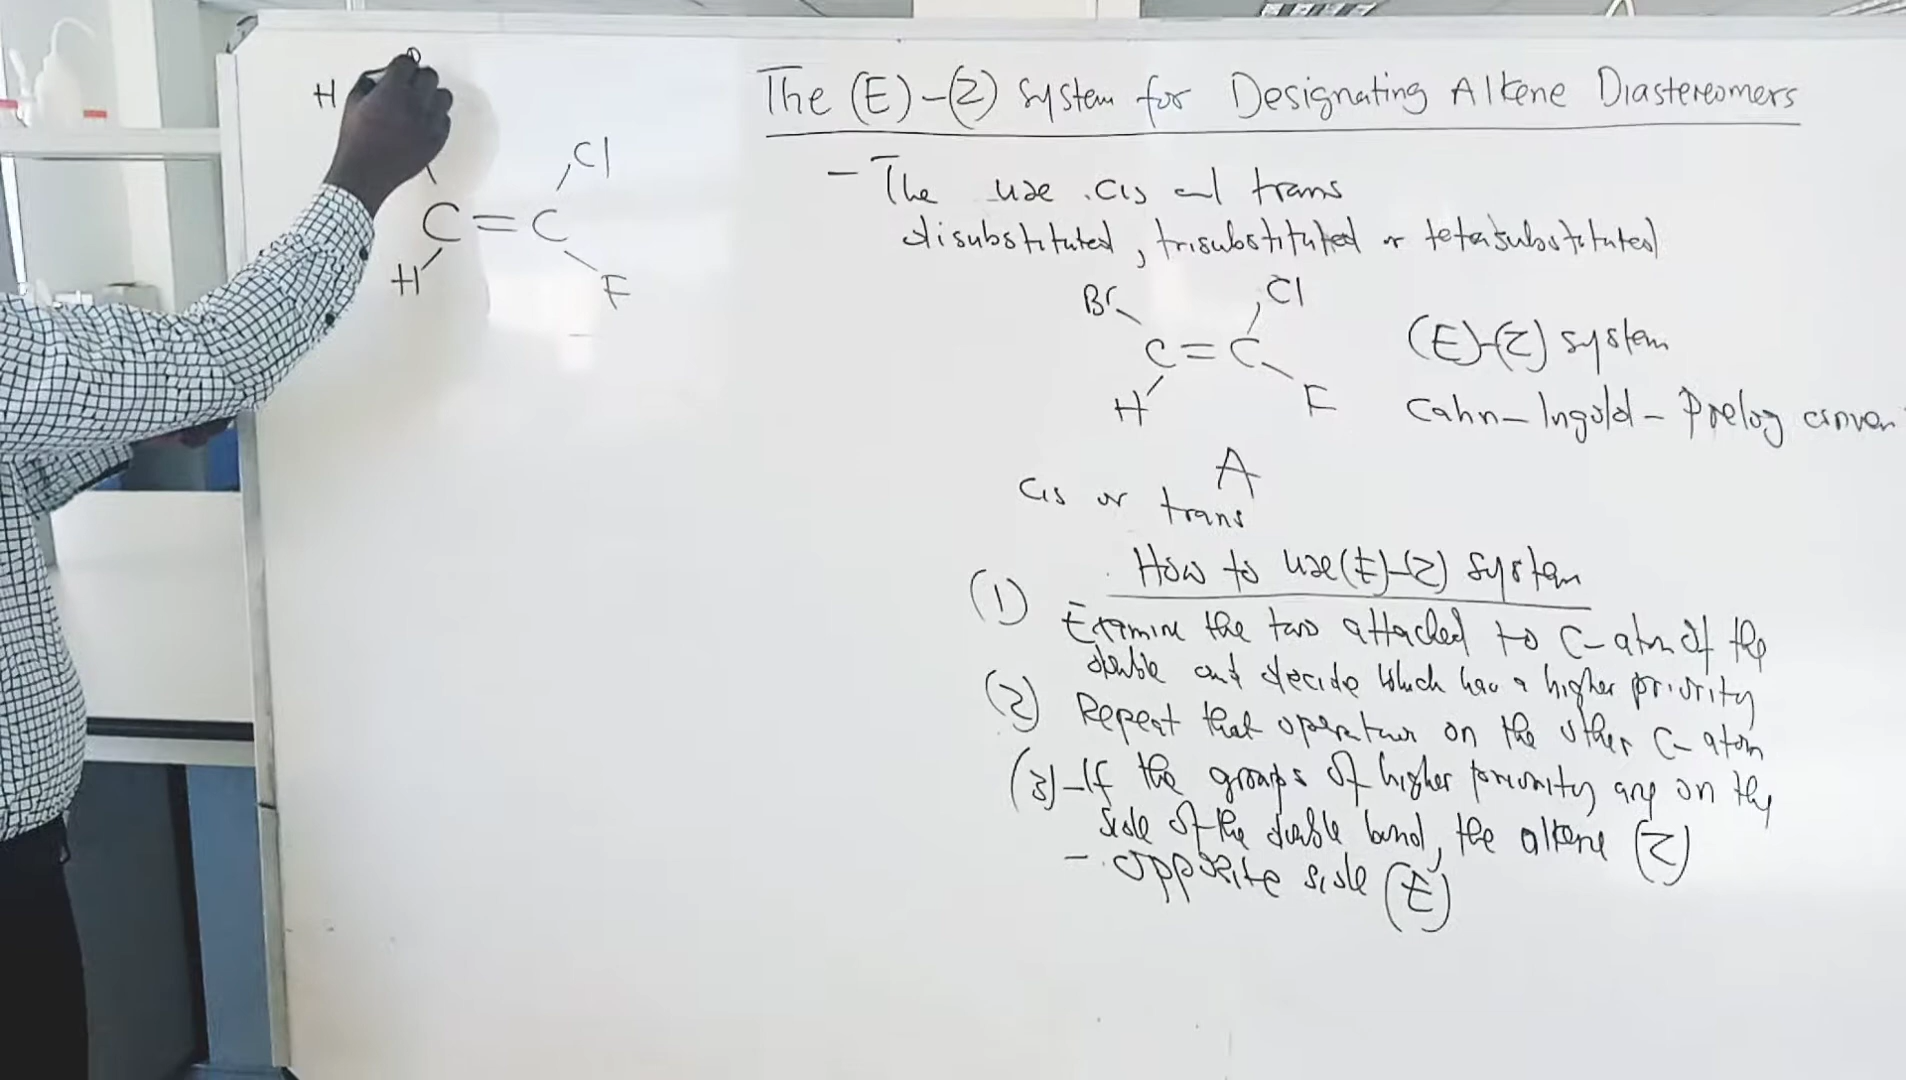 H
Cl
C = C
H
F
The (E)-(Z) System for Designating Alkene Diastereomers
- The use cis and trans
disubstituted, trisubstituted or tetrasubstituted
Br Cl
C = C
H F
(E)-(Z) system
Cahn-Ingold-Prelog conven
A
cis or trans
How to use (E)-(Z) system
(1) Examine the two attached to C-atom of the
double and decide which has a higher priority
(2) Repeat that operation on the other C-atom
(3) - If the groups of higher priority are on the
side of the double bond, the alkene (Z)
- opposite side (E)